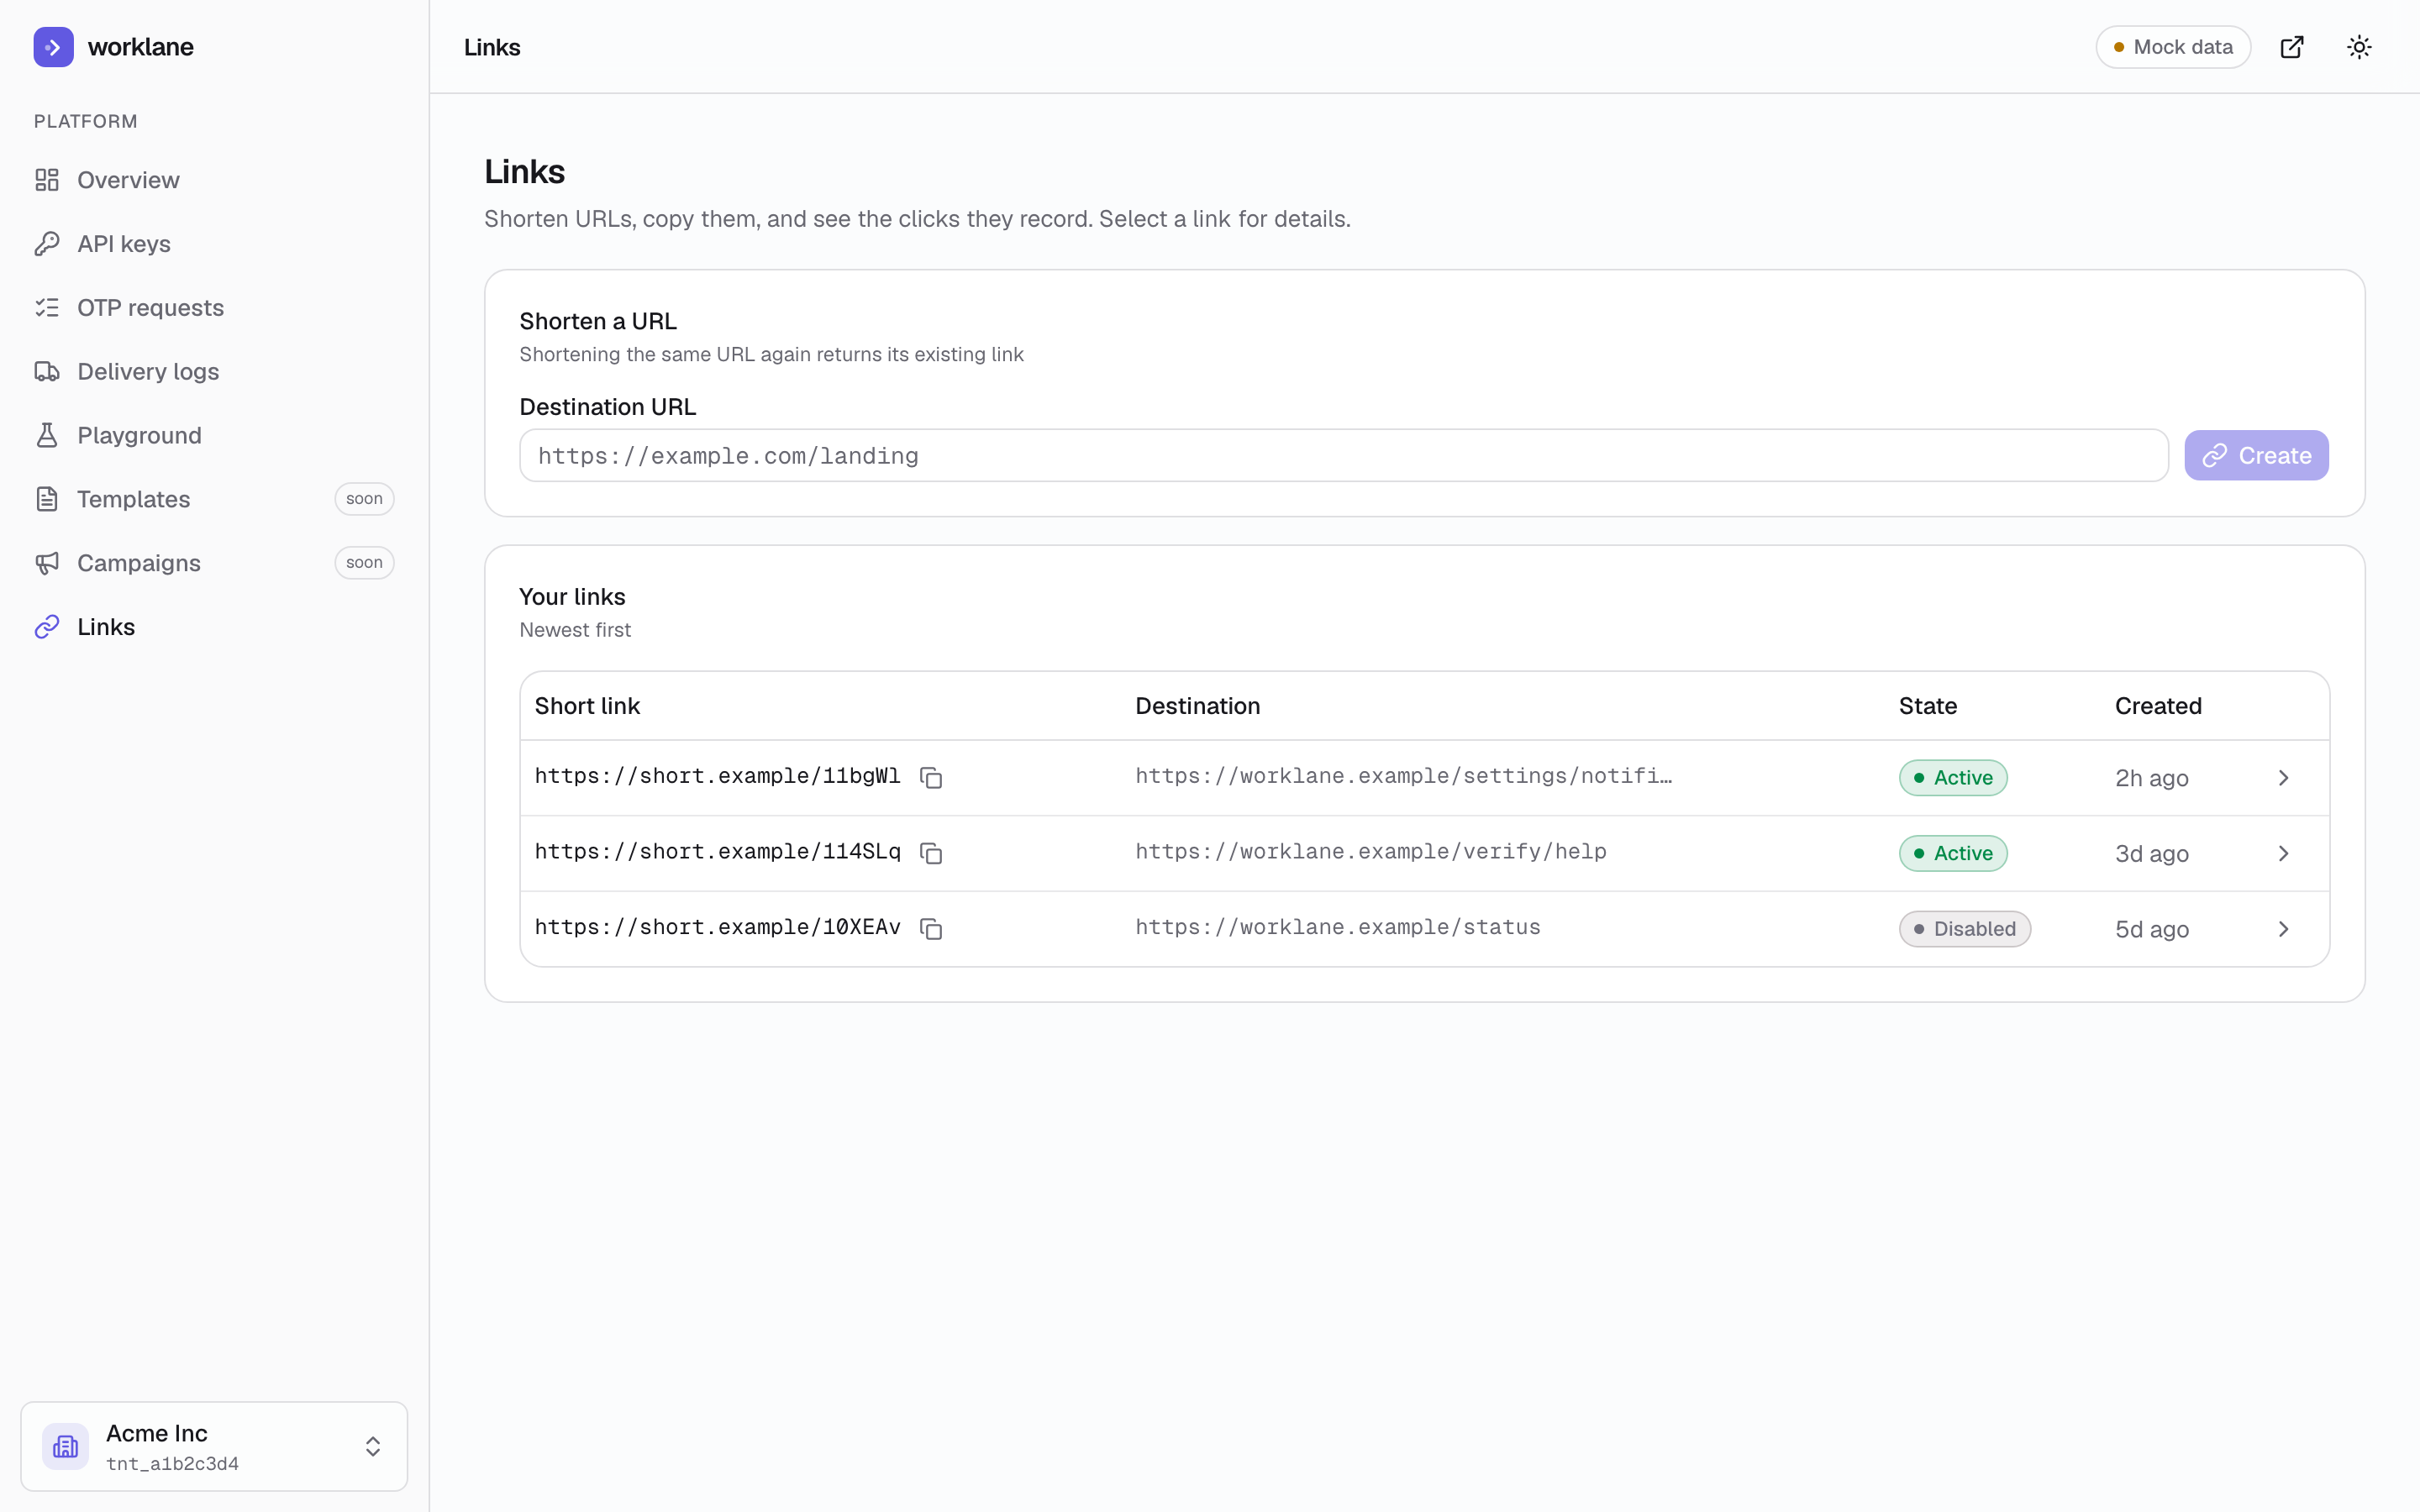 worklane
PLATFORM
Overview
API keys
OTP requests
Delivery logs
Playground
Templates soon
Campaigns soon
Links
Acme Inc
tnt_a1b2c3d4
Links
Mock data
Links
Shorten URLs, copy them, and see the clicks they record. Select a link for details.
Shorten a URL
Shortening the same URL again returns its existing link
Destination URL
https://example.com/landing
Create
Your links
Newest first
Short link Destination State Created
https://short.example/11bgWl https://worklane.example/settings/notifi… Active 2h ago
https://short.example/114SLq https://worklane.example/verify/help Active 3d ago
https://short.example/10XEAv https://worklane.example/status Disabled 5d ago